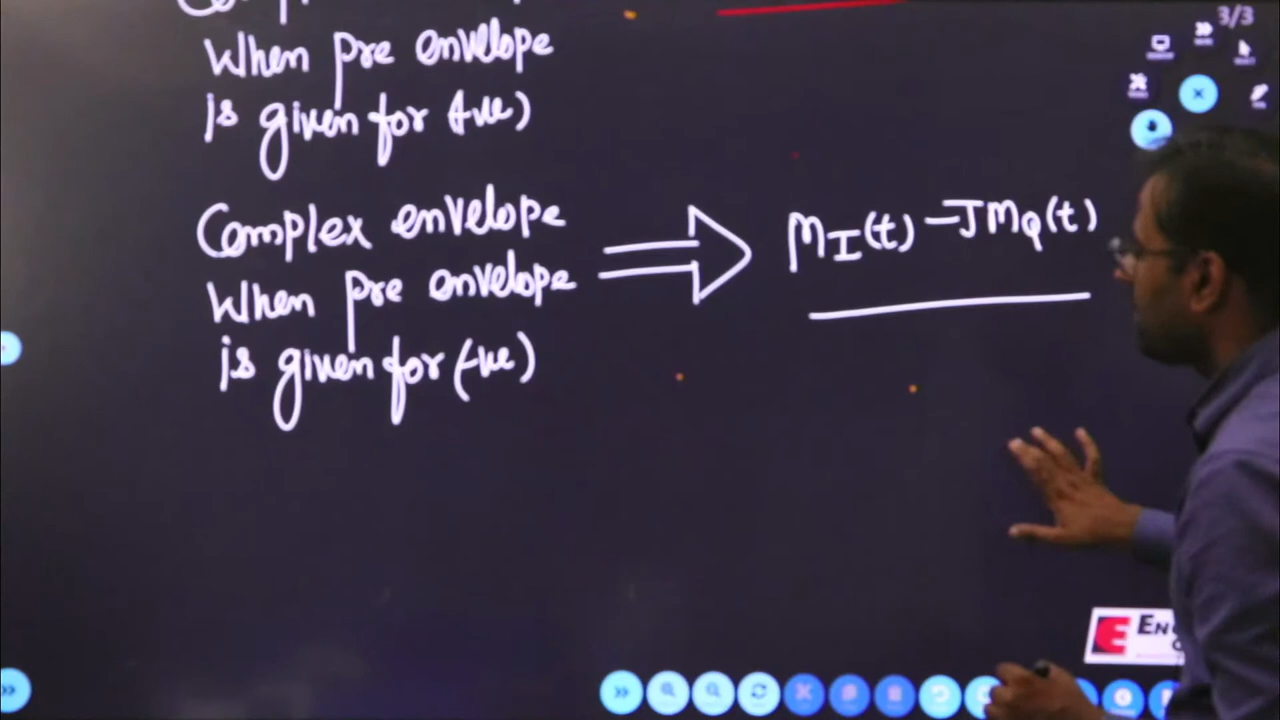 3/3
When pre envelope
is given for (+ve)
Complex envelope
When pre envelope
is given for (-ve)
MI(t) - JMQ(t)